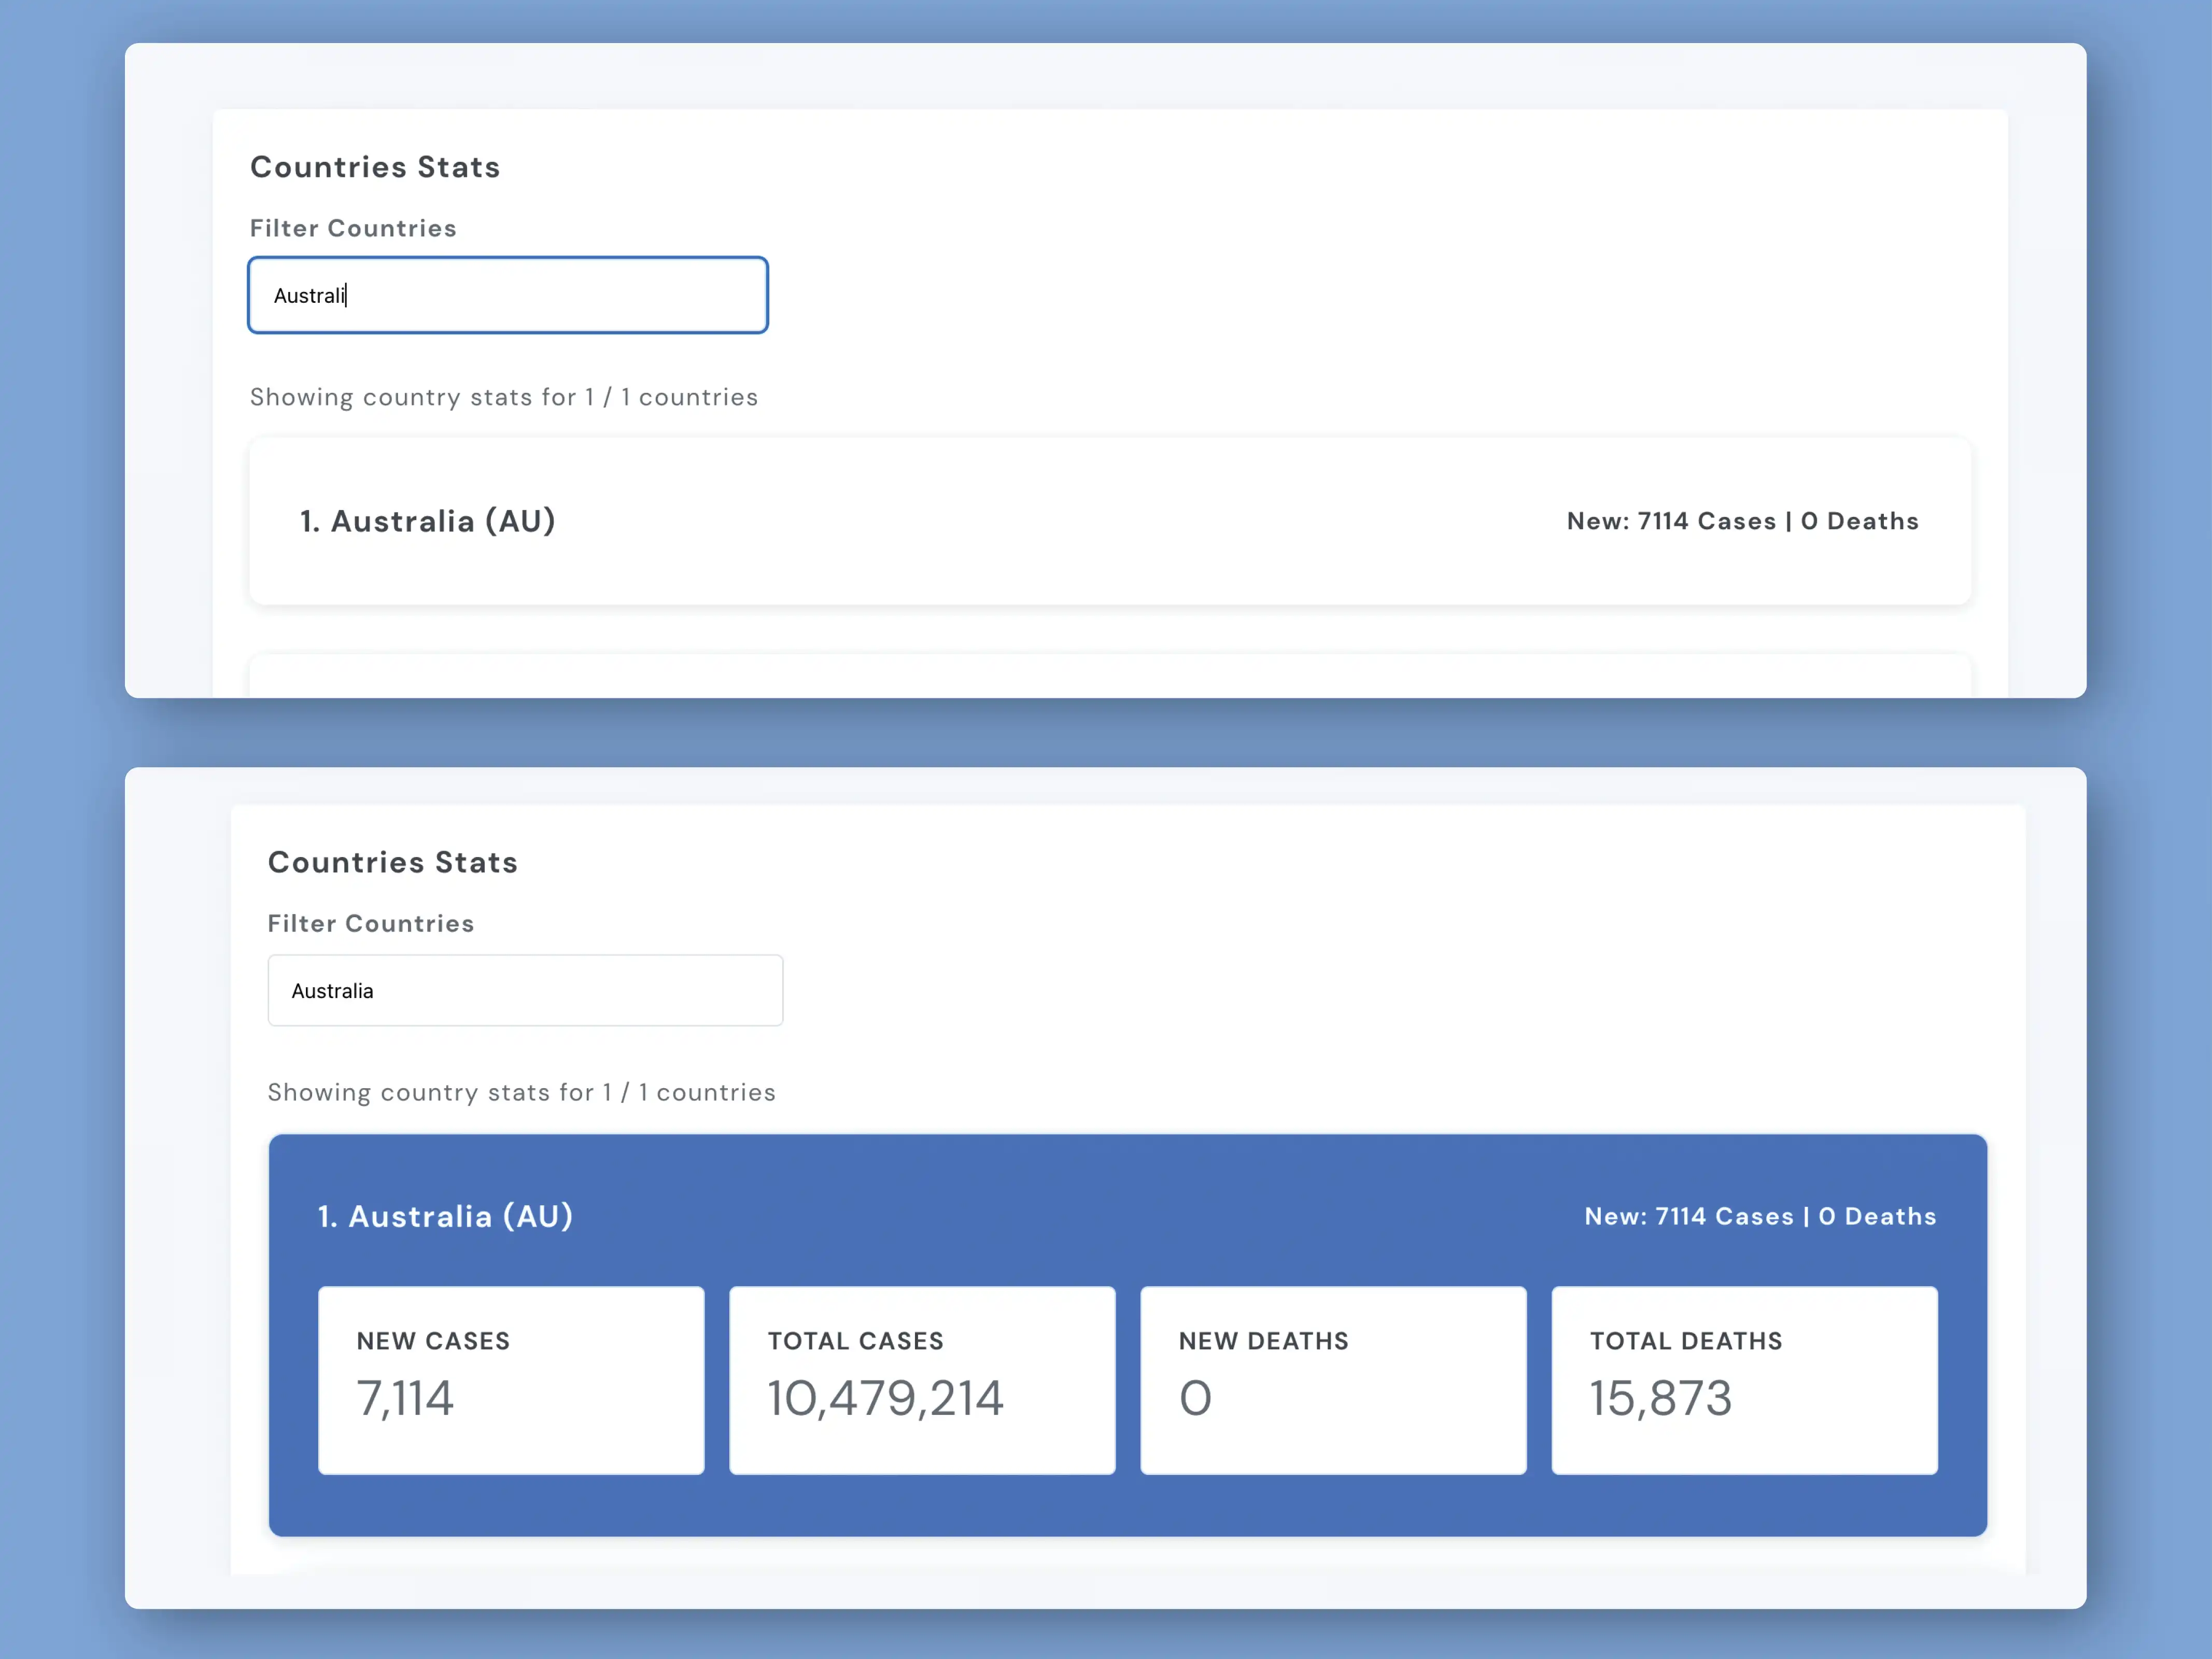 Countries Stats
Filter Countries
Australi
Showing country stats for 1 / 1 countries
1. Australia (AU)
New: 7114 Cases | 0 Deaths
Countries Stats
Filter Countries
Australia
Showing country stats for 1 / 1 countries
1. Australia (AU)
New: 7114 Cases | 0 Deaths
NEW CASES
7,114
TOTAL CASES
10,479,214
NEW DEATHS
0
TOTAL DEATHS
15,873